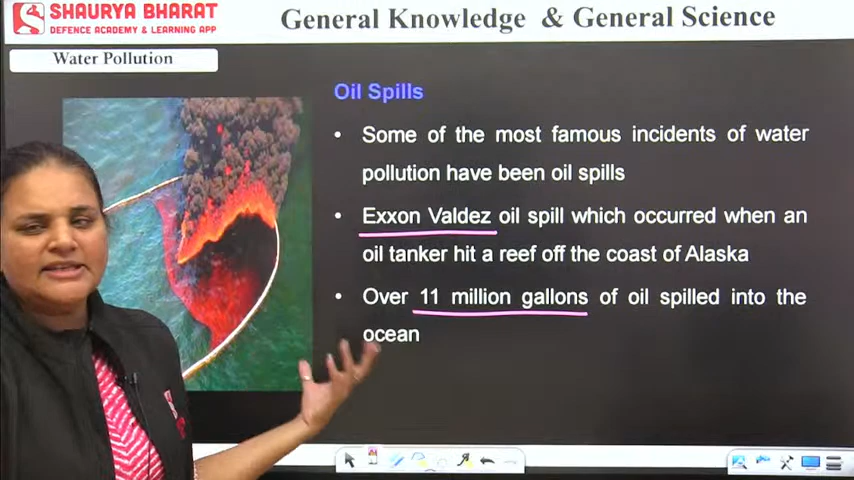 SHAURYA BHARAT
DEFENCE ACADEMY & LEARNING APP
General Knowledge & General Science
Water Pollution
Oil Spills
• Some of the most famous incidents of water
pollution have been oil spills
• Exxon Valdez oil spill which occurred when an
oil tanker hit a reef off the coast of Alaska
• Over 11 million gallons of oil spilled into the
ocean